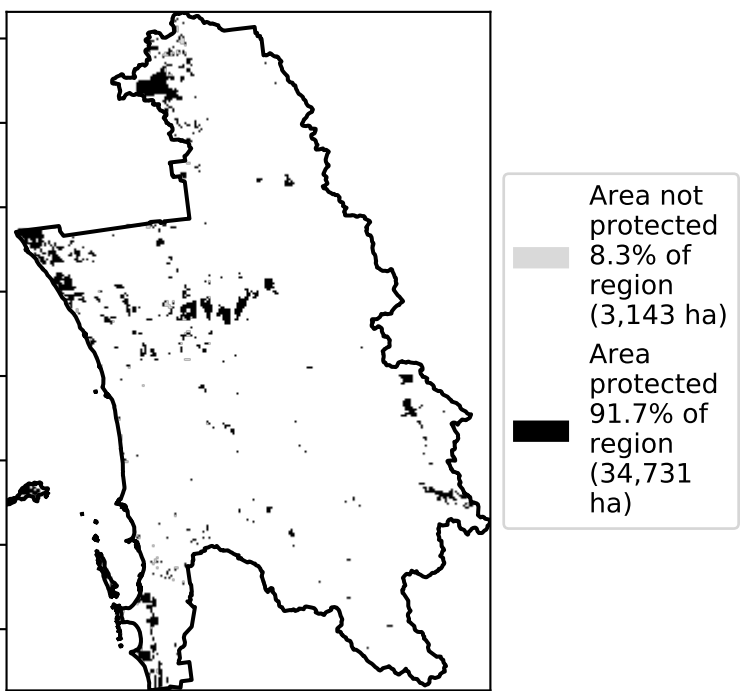 Area not
protected
8.3% of
region
(3,143 ha)
Area
protected
91.7% of
region
(34,731
ha)